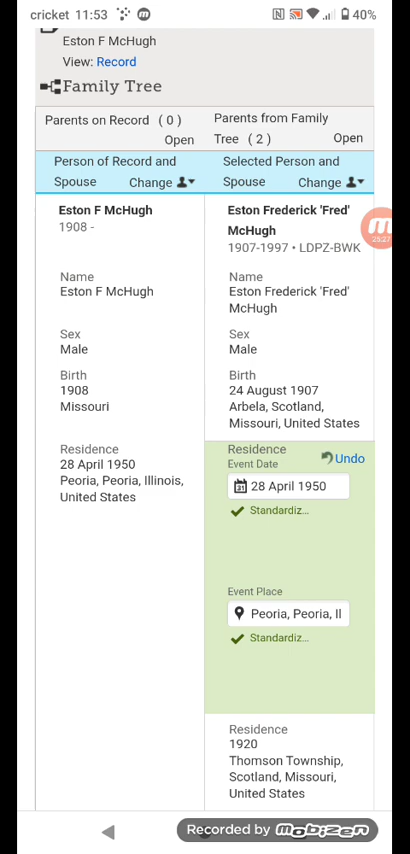 cricket 11:53
40%
Eston F McHugh
View: Record
Family Tree
Parents on Record ( 0 )
Open
Parents from Family
Tree ( 2 )
Open
Person of Record and
Spouse
Change
Selected Person and
Spouse
Change
Eston F McHugh
1908 -
Eston Frederick 'Fred'
McHugh
1907-1997 • LDPZ-BWK
25:27
Name
Eston F McHugh
Name
Eston Frederick 'Fred'
McHugh
Sex
Male
Sex
Male
Birth
1908
Missouri
Birth
24 August 1907
Arbela, Scotland,
Missouri, United States
Residence
28 April 1950
Peoria, Peoria, Illinois,
United States
Residence
Undo
Event Date
31
28 April 1950
Standardiz...
Event Place
Peoria, Peoria, Il
Standardiz...
Residence
1920
Thomson Township,
Scotland, Missouri,
United States
Recorded by mobizen